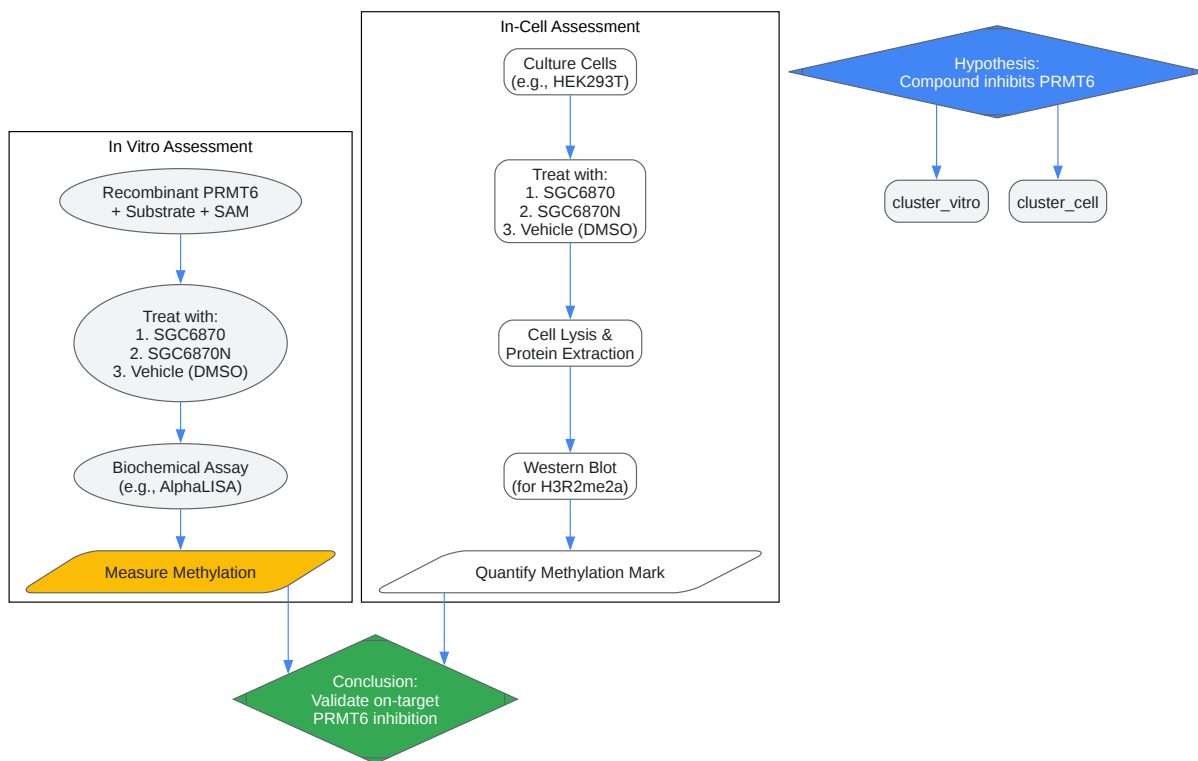 In Vitro Assessment
Recombinant PRMT6
+ Substrate + SAM
Treat with:
1. SGC6870
2. SGC6870N
3. Vehicle (DMSO)
Biochemical Assay
(e.g., AlphaLISA)
Measure Methylation
In-Cell Assessment
Culture Cells
(e.g., HEK293T)
Treat with:
1. SGC6870
2. SGC6870N
3. Vehicle (DMSO)
Cell Lysis &
Protein Extraction
Western Blot
(for H3R2me2a)
Quantify Methylation Mark
Conclusion:
Validate on-target
PRMT6 inhibition
Hypothesis:
Compound inhibits PRMT6
cluster_vitro
cluster_cell